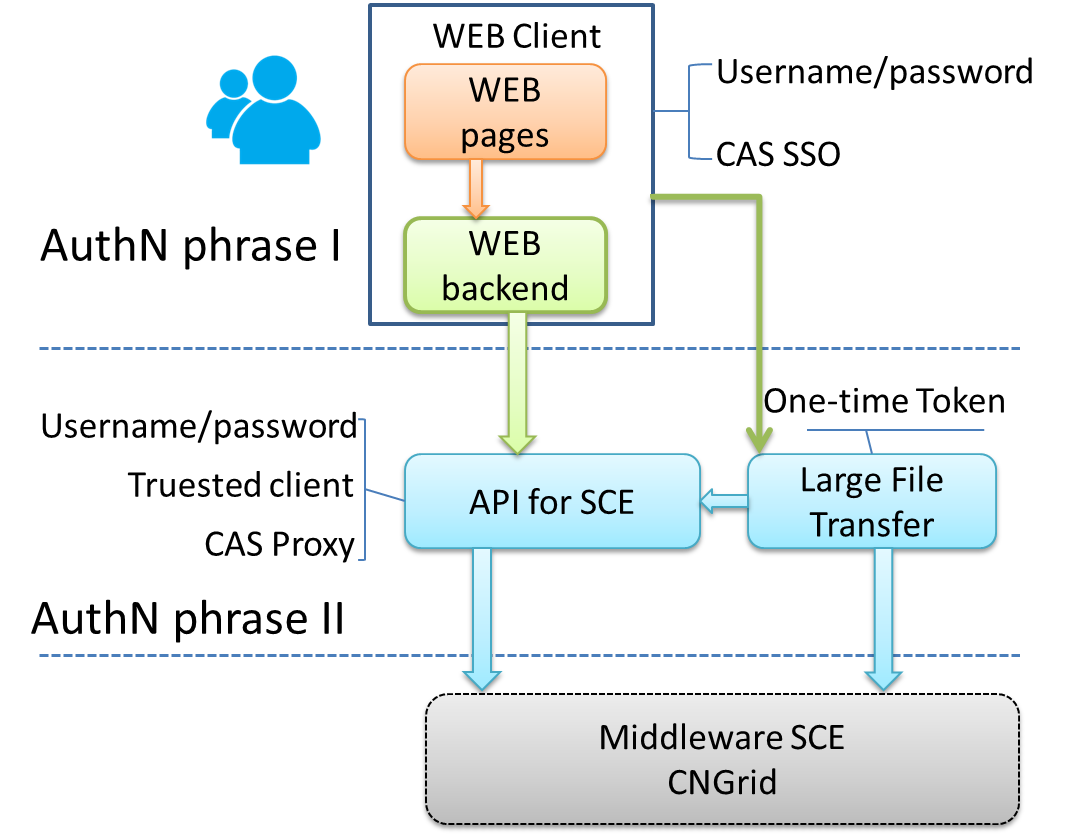 WEB Client
WEB
pages
Username/password
CAS SSO
AuthN phrase I
WEB
backend
One-time Token
Username/password
Truested client
CAS Proxy
API for SCE
Large File
Transfer
AuthN phrase II
Middleware SCE
CNGrid